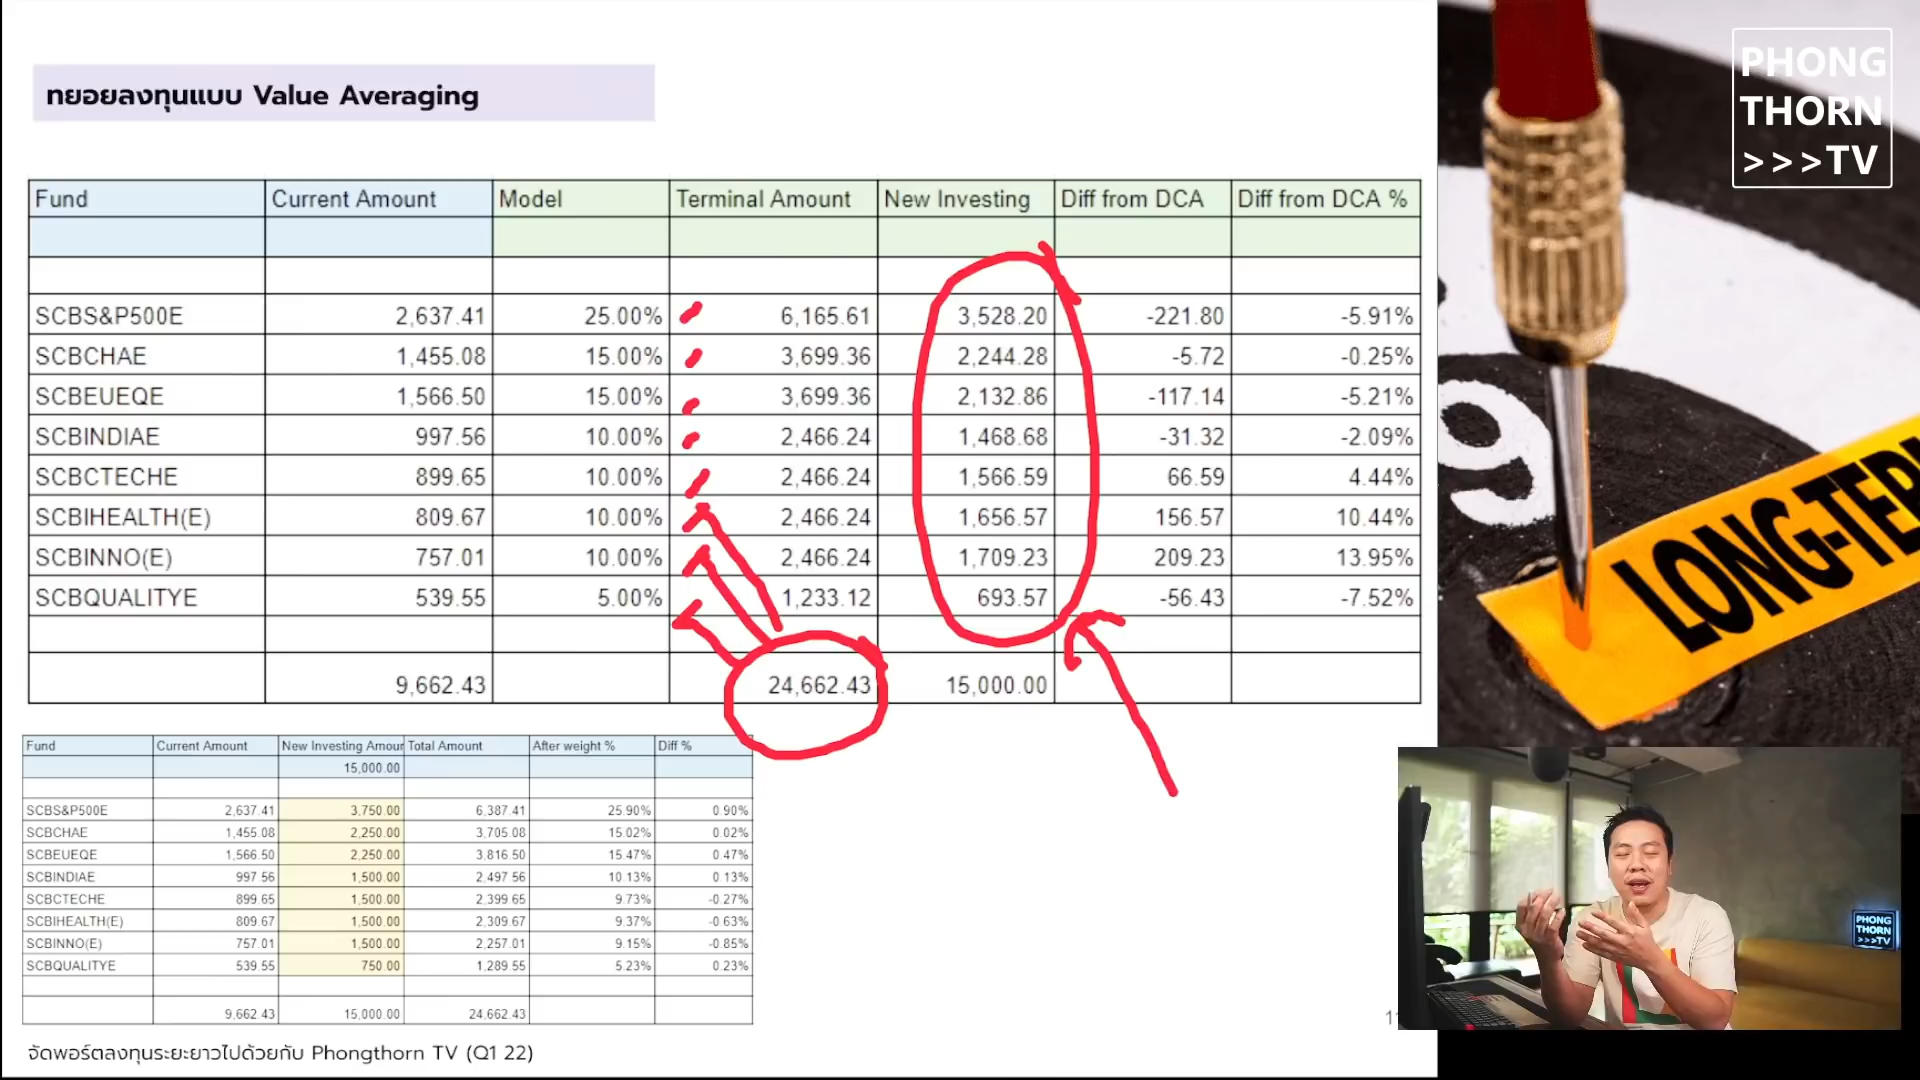 ทยอยลงทุนแบบ Value Averaging
Fund Current Amount Model Terminal Amount New Investing Diff from DCA Diff from DCA %
SCBS&P500E 2,637.41 25.00% 6,165.61 3,528.20 -221.80 -5.91%
SCBCHAE 1,455.08 15.00% 3,699.36 2,244.28 -5.72 -0.25%
SCBEUEQE 1,566.50 15.00% 3,699.36 2,132.86 -117.14 -5.21%
SCBINDIAE 997.56 10.00% 2,466.24 1,468.68 -31.32 -2.09%
SCBCTECHE 899.65 10.00% 2,466.24 1,566.59 66.59 4.44%
SCBIHEALTH(E) 809.67 10.00% 2,466.24 1,656.57 156.57 10.44%
SCBINNO(E) 757.01 10.00% 2,466.24 1,709.23 209.23 13.95%
SCBQUALITYE 539.55 5.00% 1,233.12 693.57 -56.43 -7.52%
9,662.43 24,662.43 15,000.00
Fund Current Amount New Investing Amour Total Amount After weight % Diff %
15,000.00
SCBS&P500E 2,637.41 3,750.00 6,387.41 25.90% 0.90%
SCBCHAE 1,455.08 2,250.00 3,705.08 15.02% 0.02%
SCBEUEQE 1,566.50 2,250.00 3,816.50 15.47% 0.47%
SCBINDIAE 997.56 1,500.00 2,497.56 10.13% 0.13%
SCBCTECHE 899.65 1,500.00 2,399.65 9.73% -0.27%
SCBIHEALTH(E) 809.67 1,500.00 2,309.67 9.37% -0.63%
SCBINNO(E) 757.01 1,500.00 2,257.01 9.15% -0.85%
SCBQUALITYE 539.55 750.00 1,289.55 5.23% 0.23%
9,662.43 15,000.00 24,662.43
จัดพอร์ตลงทุนระยะยาวไปด้วยกับ Phongthorn TV (Q1 22)
PHONG
THORN
>>>TV
9
LONG-TER
PHONG
THORN
>>>TV